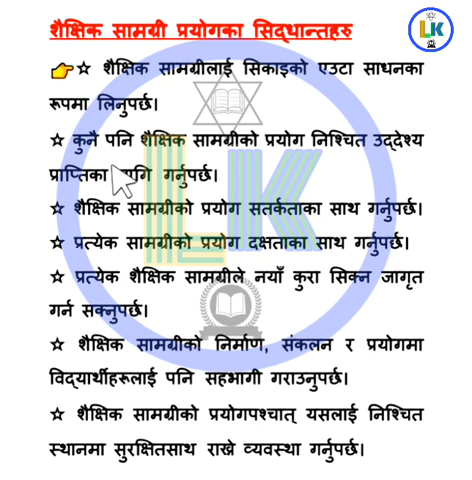 शैक्षिक सामग्री प्रयोगका सिद्धान्तहरु
LK
👉☆ शैक्षिक सामग्रीलाई सिकाइको एउटा साधनका
रूपमा लिनुपर्छ।
☆ कुनै पनि शैक्षिक सामग्रीको प्रयोग निश्चित उद्देश्य
प्राप्तिका गर्नुपर्छ।
☆ शैक्षिक सामग्रीको प्रयोग सतर्कताका साथ गर्नुपर्छ।
☆ प्रत्येक सामग्रीको प्रयोग दक्षताका साथ गर्नुपर्छ।
☆ प्रत्येक शैक्षिक सामग्रीले नयाँ कुरा सिक्न जागृत
गर्न सक्नुपर्छ।
☆ शैक्षिक सामग्रीको निर्माण, संकलन र प्रयोगमा
विद्यार्थीहरूलाई पनि सहभागी गराउनुपर्छ।
☆ शैक्षिक सामग्रीको प्रयोगपश्चात् यसलाई निश्चित
स्थानमा सुरक्षितसाथ राख्ने व्यवस्था गर्नुपर्छ।
LK